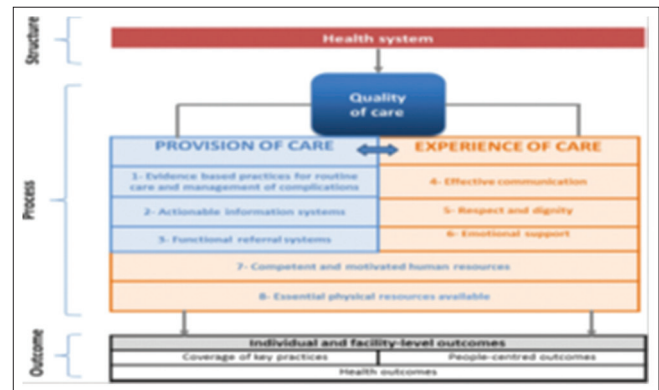 Structure
Health system
Process
Quality
of care
PROVISION OF CARE
EXPERIENCE OF CARE
1- Evidence based practices for routine
care and management of complications
4- Effective communication
2- Actionable information systems
5- Respect and dignity
3- Functional referral systems
6- Emotional support
7- Competent and motivated human resources
8- Essential physical resources available
Outcome
Individual and facility-level outcomes
Coverage of key practices
People-centred outcomes
Health outcomes